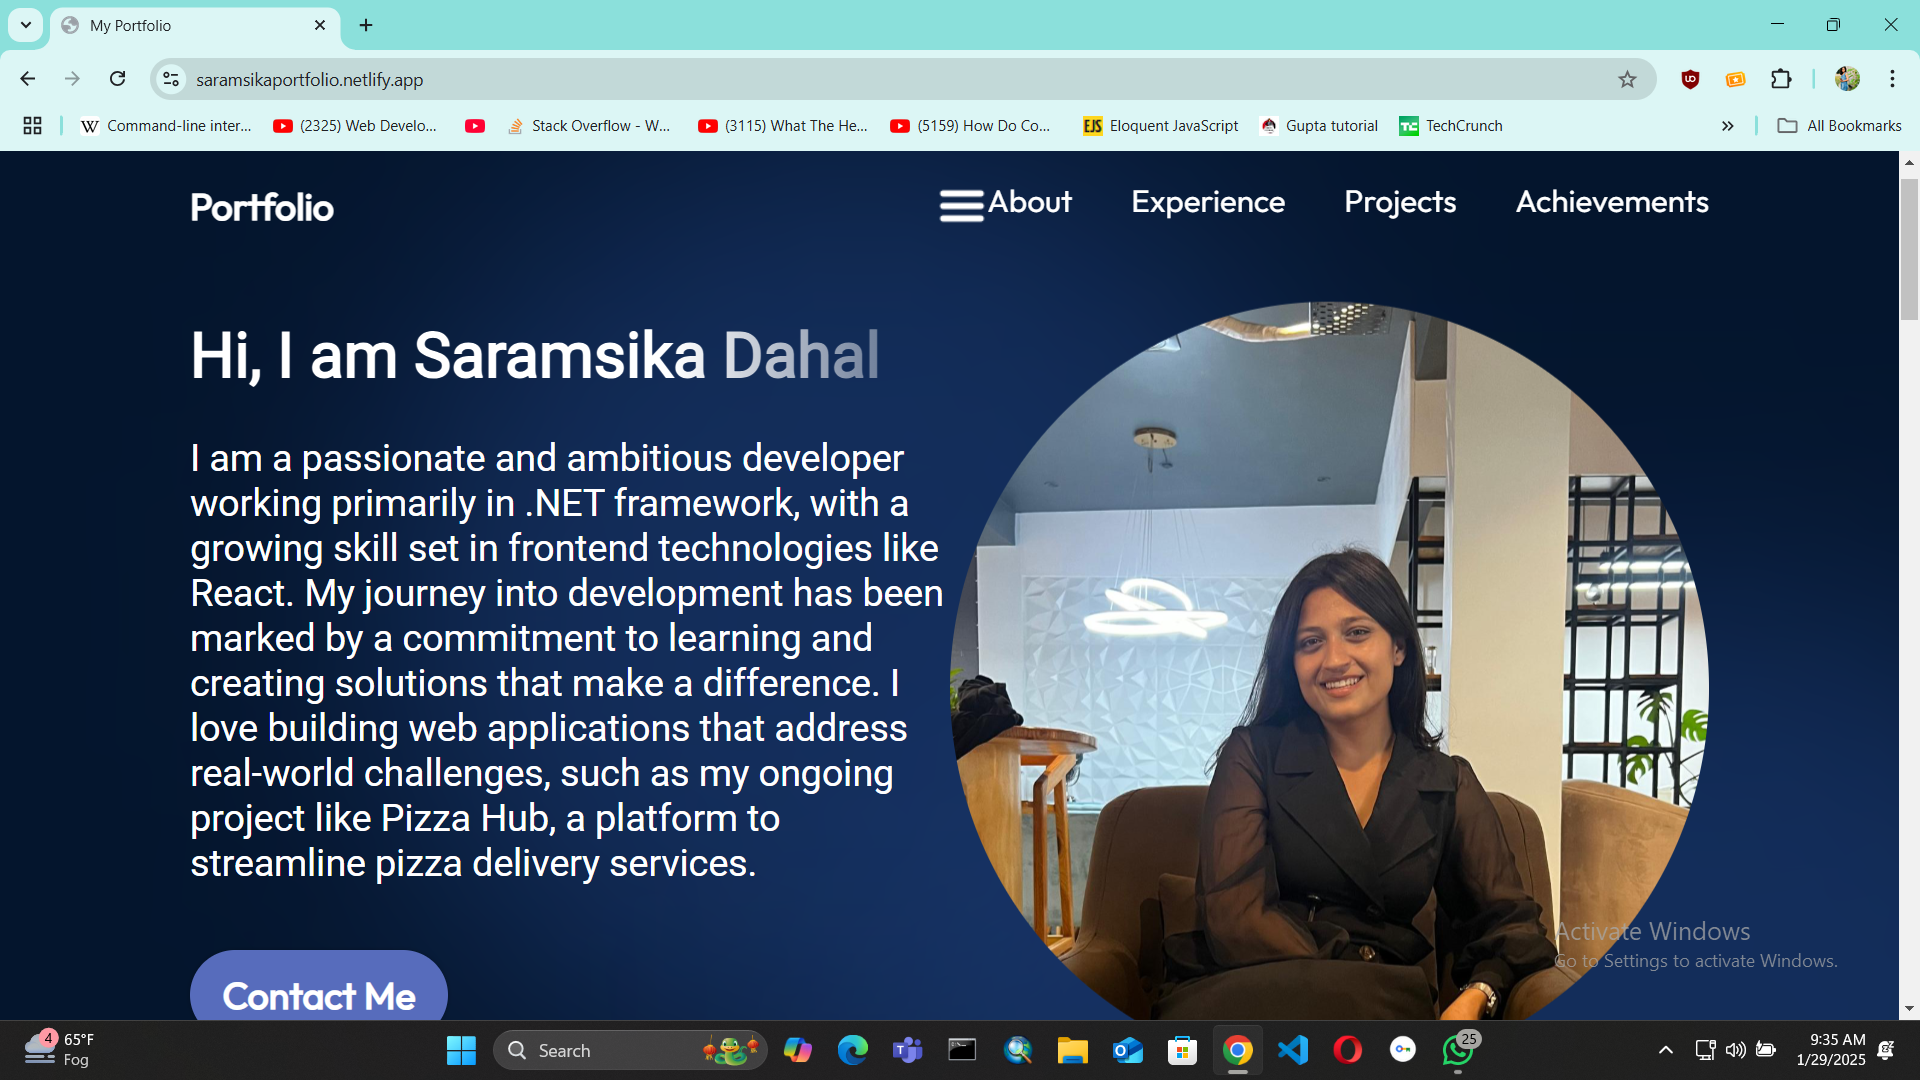 My Portfolio
saramsikaportfolio.netlify.app
Command-line inter... (2325) Web Develo... Stack Overflow - W... (3115) What The He... (5159) How Do Co... EJS Eloquent JavaScript Gupta tutorial TechCrunch All Bookmarks
Portfolio About Experience Projects Achievements
Hi, I am Saramsika Dahal
I am a passionate and ambitious developer
working primarily in .NET framework, with a
growing skill set in frontend technologies like
React. My journey into development has been
marked by a commitment to learning and
creating solutions that make a difference. I
love building web applications that address
real-world challenges, such as my ongoing
project like Pizza Hub, a platform to
streamline pizza delivery services.
Contact Me
Activate Windows
Go to Settings to activate Windows.
4 65°F
Fog
Search
25
9:35 AM
1/29/2025